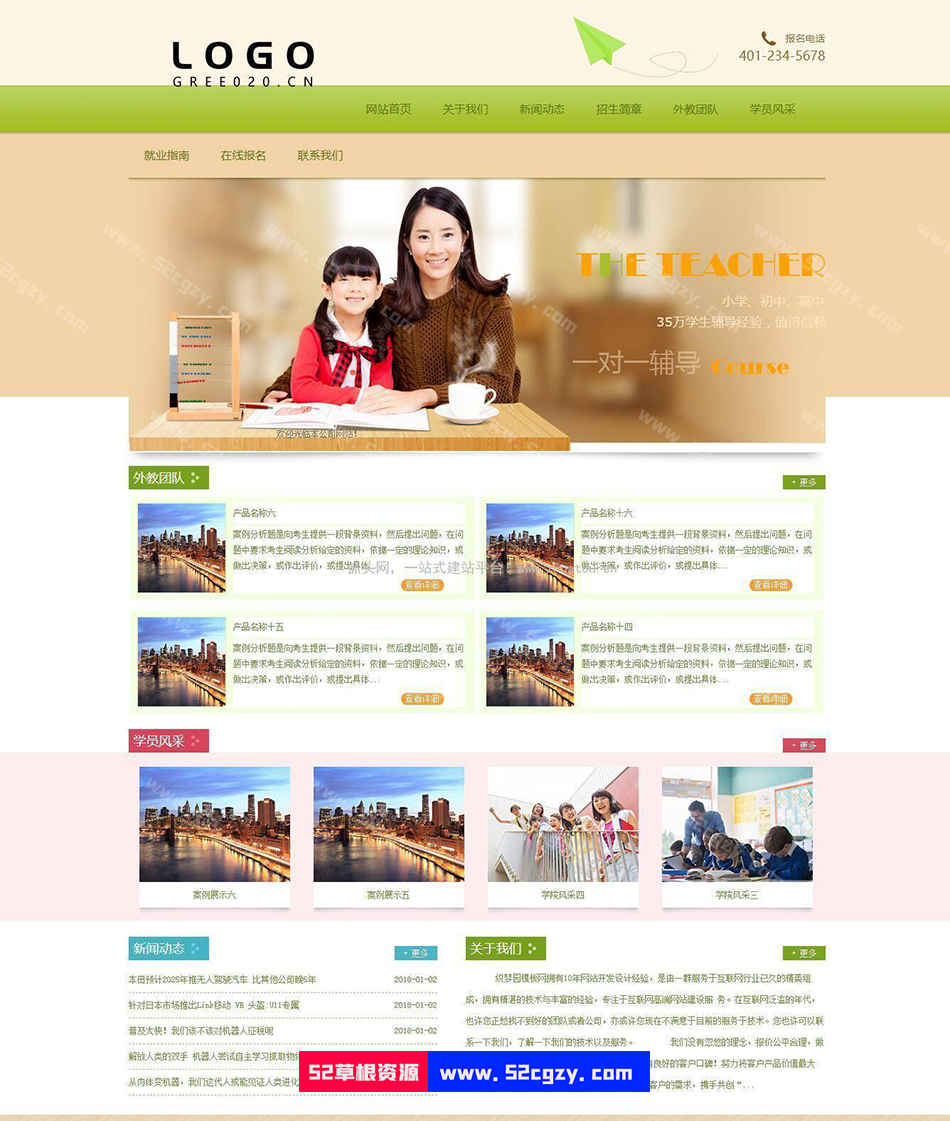 LOGO
GREE020.CN
报名电话
401-234-5678
网站首页 关于我们 新闻动态 招生简章 外教团队 学员风采
就业指南 在线报名 联系我们
THE TEACHER
小学、初中、高中
35万学生辅导经验，值得信赖
一对一辅导 Course
欢迎光临本公司网站!
外教团队
+ 更多
产品名称六
案例分析题是向考生提供一段背景资料，然后提出问题，在问
题中要求考生阅读分析给定的资料，依据一定的理论知识，或
做出决策，或作出评价，或提出具体...
查看详细
产品名称十六
案例分析题是向考生提供一段背景资料，然后提出问题，在问
题中要求考生阅读分析给定的资料，依据一定的理论知识，或
做出决策，或作出评价，或提出具体...
查看详细
产品名称十五
案例分析题是向考生提供一段背景资料，然后提出问题，在问
题中要求考生阅读分析给定的资料，依据一定的理论知识，或
做出决策，或作出评价，或提出具体...
查看详细
产品名称十四
案例分析题是向考生提供一段背景资料，然后提出问题，在问
题中要求考生阅读分析给定的资料，依据一定的理论知识，或
做出决策，或作出评价，或提出具体...
查看详细
学员风采
+ 更多
案例展示六
案例展示五
学院风采四
学院风采三
新闻动态
+ 更多
本田预计2025年推无人驾驶汽车 比其他公司晚5年 2018-01-02
针对日本市场推出Link移动 VR 头盔:U11专属 2018-01-02
普及太快！我们该不该对机器人征税呢 2018-01-02
解放人类的双手 机器人尝试自主学习抓取物
从肉体变机器，我们这代人或能见证人类进化
关于我们
+ 更多
织梦园模板网拥有10年网站开发设计经验，是由一群服务于互联网行业已久的精英组
成，拥有精湛的技术与丰富的经验，专注于互联网高端网站建设服 务。在互联网泛滥的年代，
也许您正愁找不到好的团队或者公司，亦或许您现在不满意于目前的服务于技术。您也许可以联
系一下我们，了解一下我们的技术以及服务。 我们没有忽悠的理念，报价公平合理，做
良好的客户口碑！努力将客户产品价值最大
客户的需求，携手共创“...
52草根资源 www.52cgzy.com